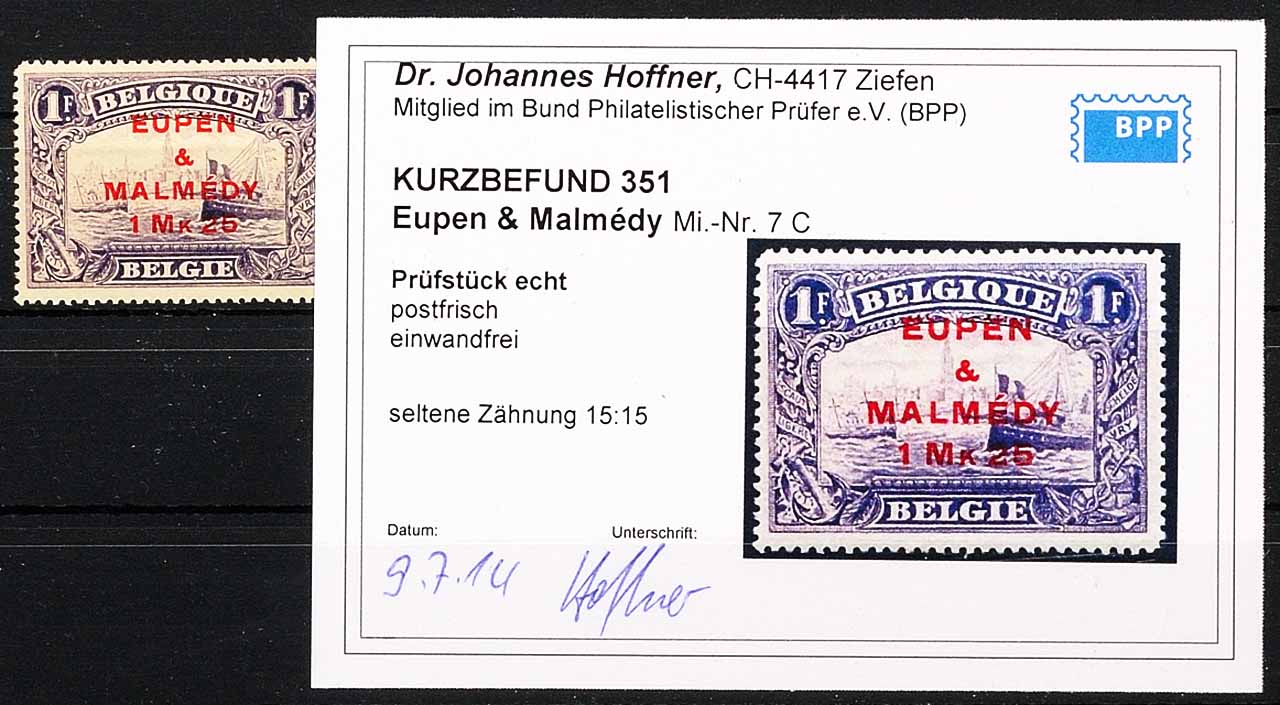 1F. BELGIQUE 1F.
EUPEN
&
MALMÉDY
1 Mk 25
BELGIE
Dr. Johannes Hoffner, CH-4417 Ziefen
Mitglied im Bund Philatelistischer Prüfer e.V. (BPP)
BPP
KURZBEFUND 351
Eupen & Malmédy Mi.-Nr. 7 C
Prüfstück echt
postfrisch
einwandfrei
seltene Zähnung 15:15
Datum: Unterschrift:
9.7.14 Hoffner
1F. BELGIQUE 1F.
EUPEN
&
MALMÉDY
1 Mk 25
BELGIE